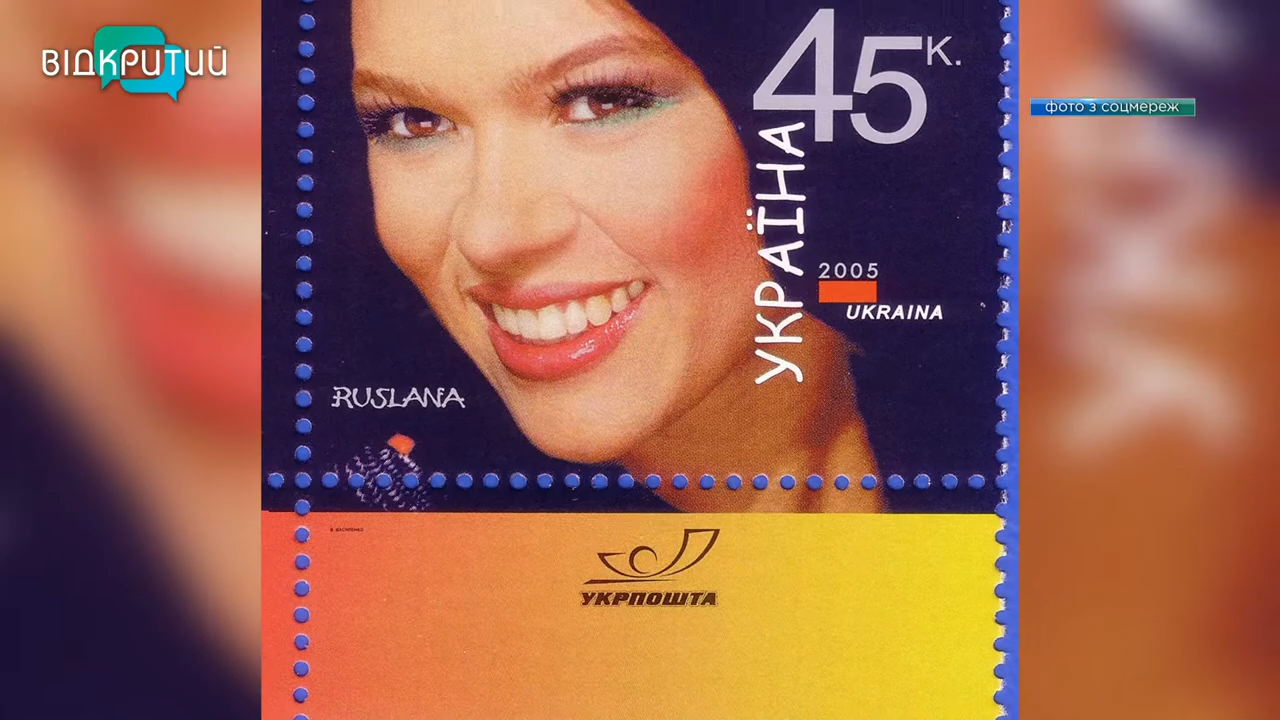 ВІДКРИТИЙ
45 К.
фото з соцмереж
УКРАЇНА
2005
UKRAINA
RUSLANA
УКРПОШТА